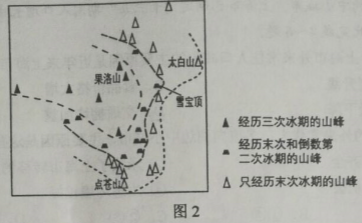 太白山
果洛山
雪宝顶
点苍山
经历三次冰期的山峰
经历末次和倒数第
二次冰期的山峰
只经历末次冰期的山峰
图2